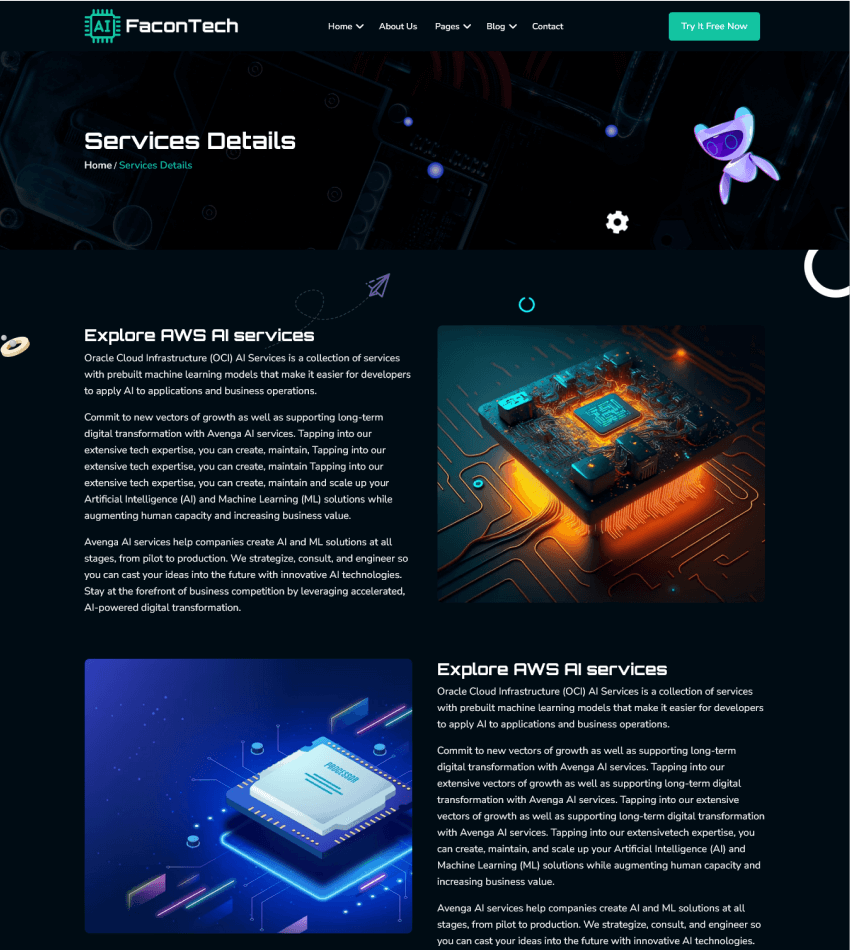 AI FaconTech
Home
About Us
Pages
Blog
Contact
Try It Free Now
Services Details
Home / Services Details
Explore AWS AI services
Oracle Cloud Infrastructure (OCI) AI Services is a collection of services
with prebuilt machine learning models that make it easier for developers
to apply AI to applications and business operations.
Commit to new vectors of growth as well as supporting long-term
digital transformation with Avenga AI services. Tapping into our
extensive tech expertise, you can create, maintain, Tapping into our
extensive tech expertise, you can create, maintain Tapping into our
extensive tech expertise, you can create, maintain and scale up your
Artificial Intelligence (AI) and Machine Learning (ML) solutions while
augmenting human capacity and increasing business value.
Avenga AI services help companies create AI and ML solutions at all
stages, from pilot to production. We strategize, consult, and engineer so
you can cast your ideas into the future with innovative AI technologies.
Stay at the forefront of business competition by leveraging accelerated,
AI-powered digital transformation.
PROCESSOR
Explore AWS AI services
Oracle Cloud Infrastructure (OCI) AI Services is a collection of services
with prebuilt machine learning models that make it easier for developers
to apply AI to applications and business operations.
Commit to new vectors of growth as well as supporting long-term
digital transformation with Avenga AI services. Tapping into our
extensive vectors of growth as well as supporting long-term digital
transformation with Avenga AI services. Tapping into our extensive
vectors of growth as well as supporting long-term digital transformation
with Avenga AI services. Tapping into our extensivetech expertise, you
can create, maintain, and scale up your Artificial Intelligence (AI) and
Machine Learning (ML) solutions while augmenting human capacity and
increasing business value.
Avenga AI services help companies create AI and ML solutions at all
stages, from pilot to production. We strategize, consult, and engineer so
you can cast your ideas into the future with innovative AI technologies.